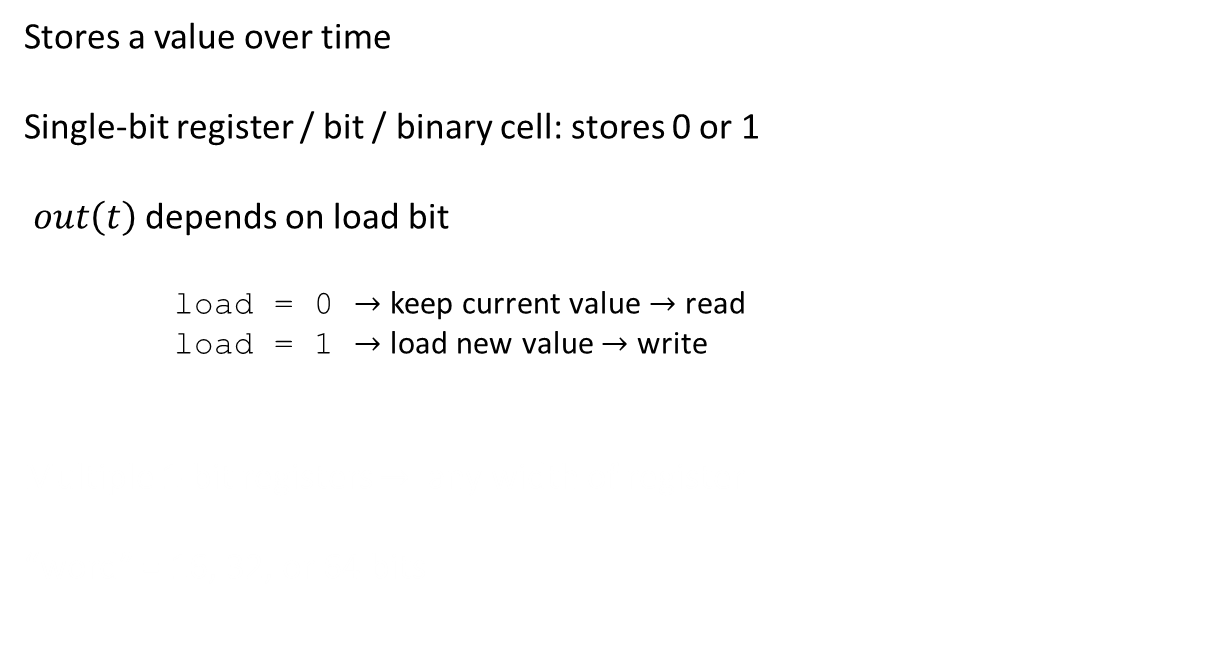 Stores a value over time
Single-bit register / bit / binary cell: stores 0 or 1
out(t) depends on load bit
load = 0 → keep current value → read
load = 1 → load new value → write